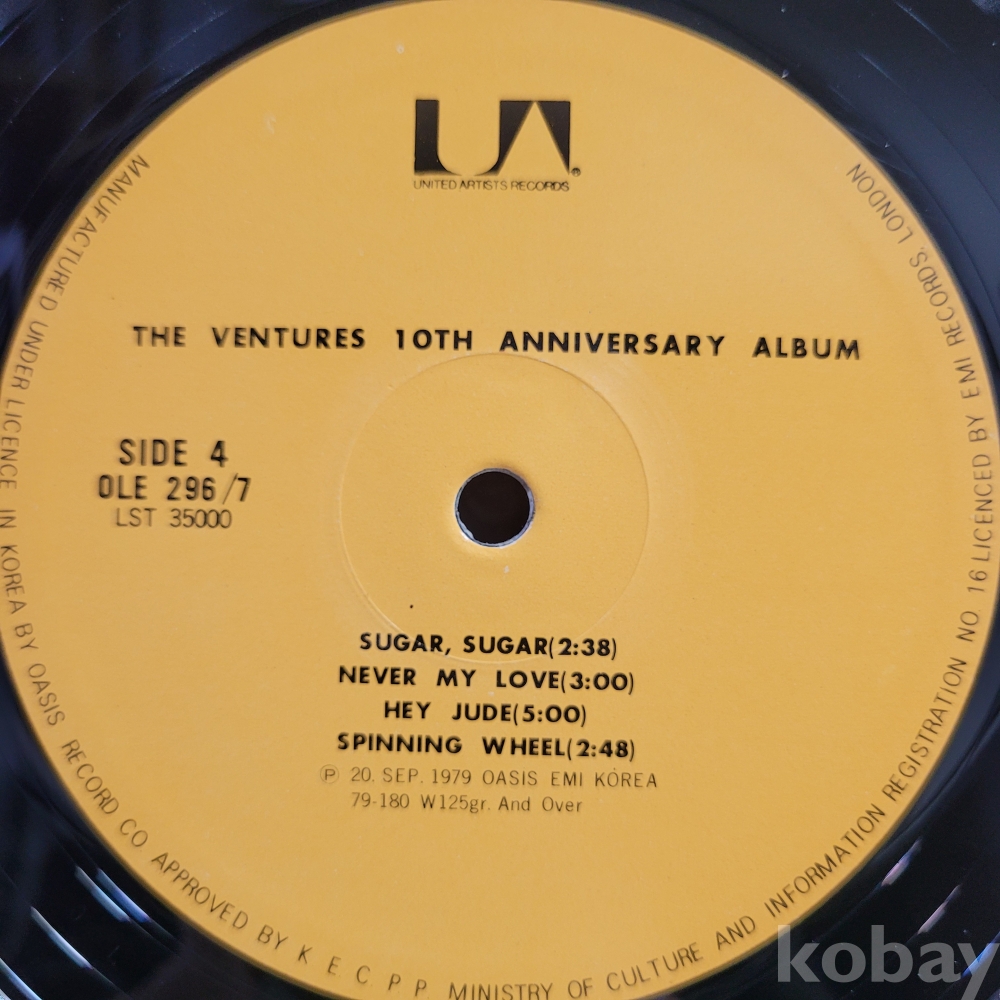 UA
UNITED ARTISTS RECORDS®
THE VENTURES 10TH ANNIVERSARY ALBUM
SIDE 4
OLE 296/7
LST 35000
SUGAR, SUGAR(2:38)
NEVER MY LOVE(3:00)
HEY JUDE(5:00)
SPINNING WHEEL(2:48)
℗ 20. SEP. 1979 OASIS EMI KOREA
79-180 W125gr. And Over
MANUFACTURED UNDER LICENCE IN KOREA BY OASIS RECORD CO APPROVED BY K E C P P MINISTRY OF CULTURE AND INFORMATION REGISTRATION NO. 16 LICENCED BY EMI RECORDS, LONDON
kobay